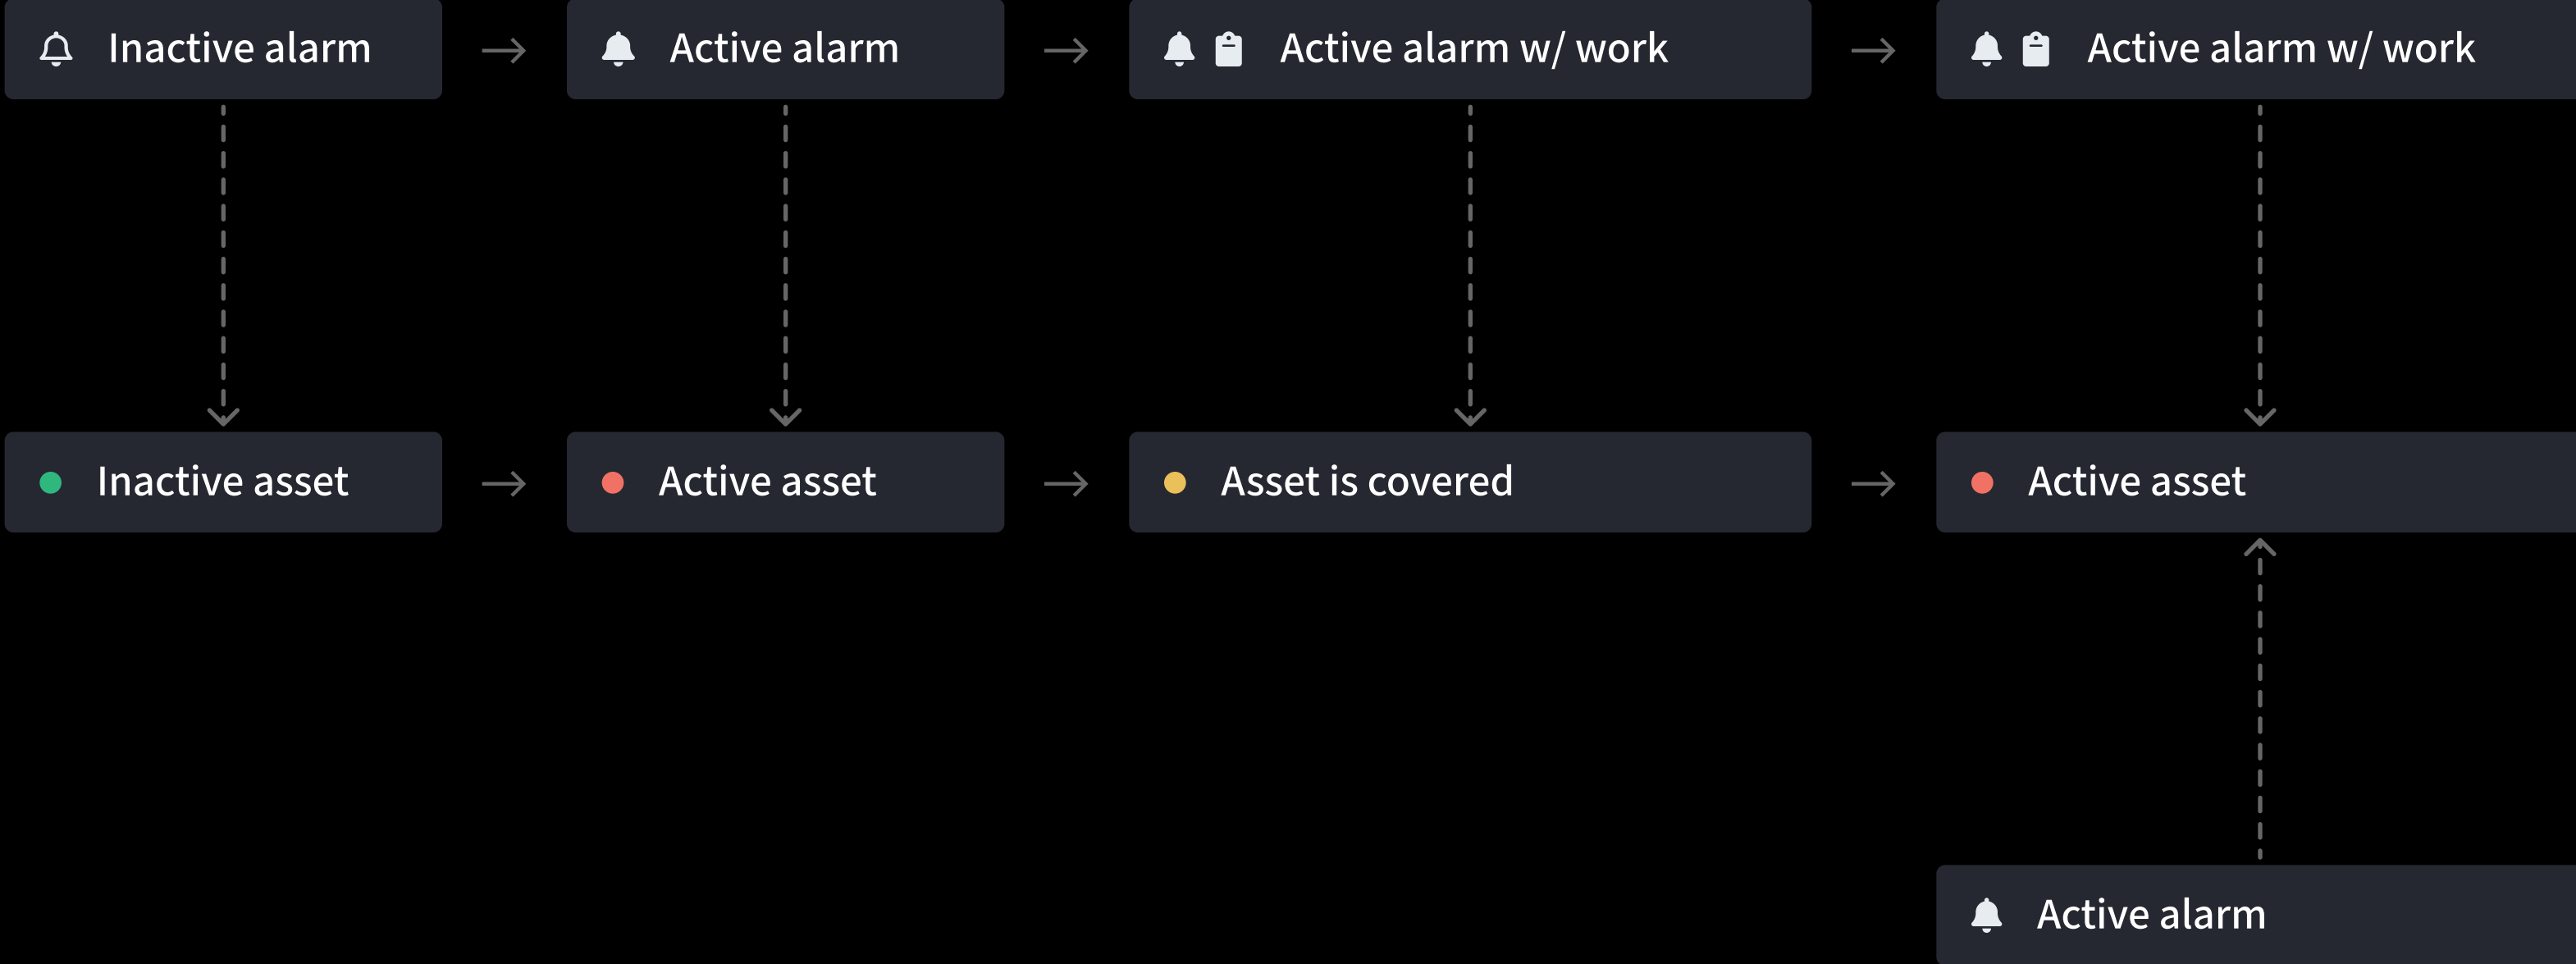 Inactive alarm
Active alarm
Active alarm w/ work
Active alarm w/ work
Inactive asset
Active asset
Asset is covered
Active asset
Active alarm